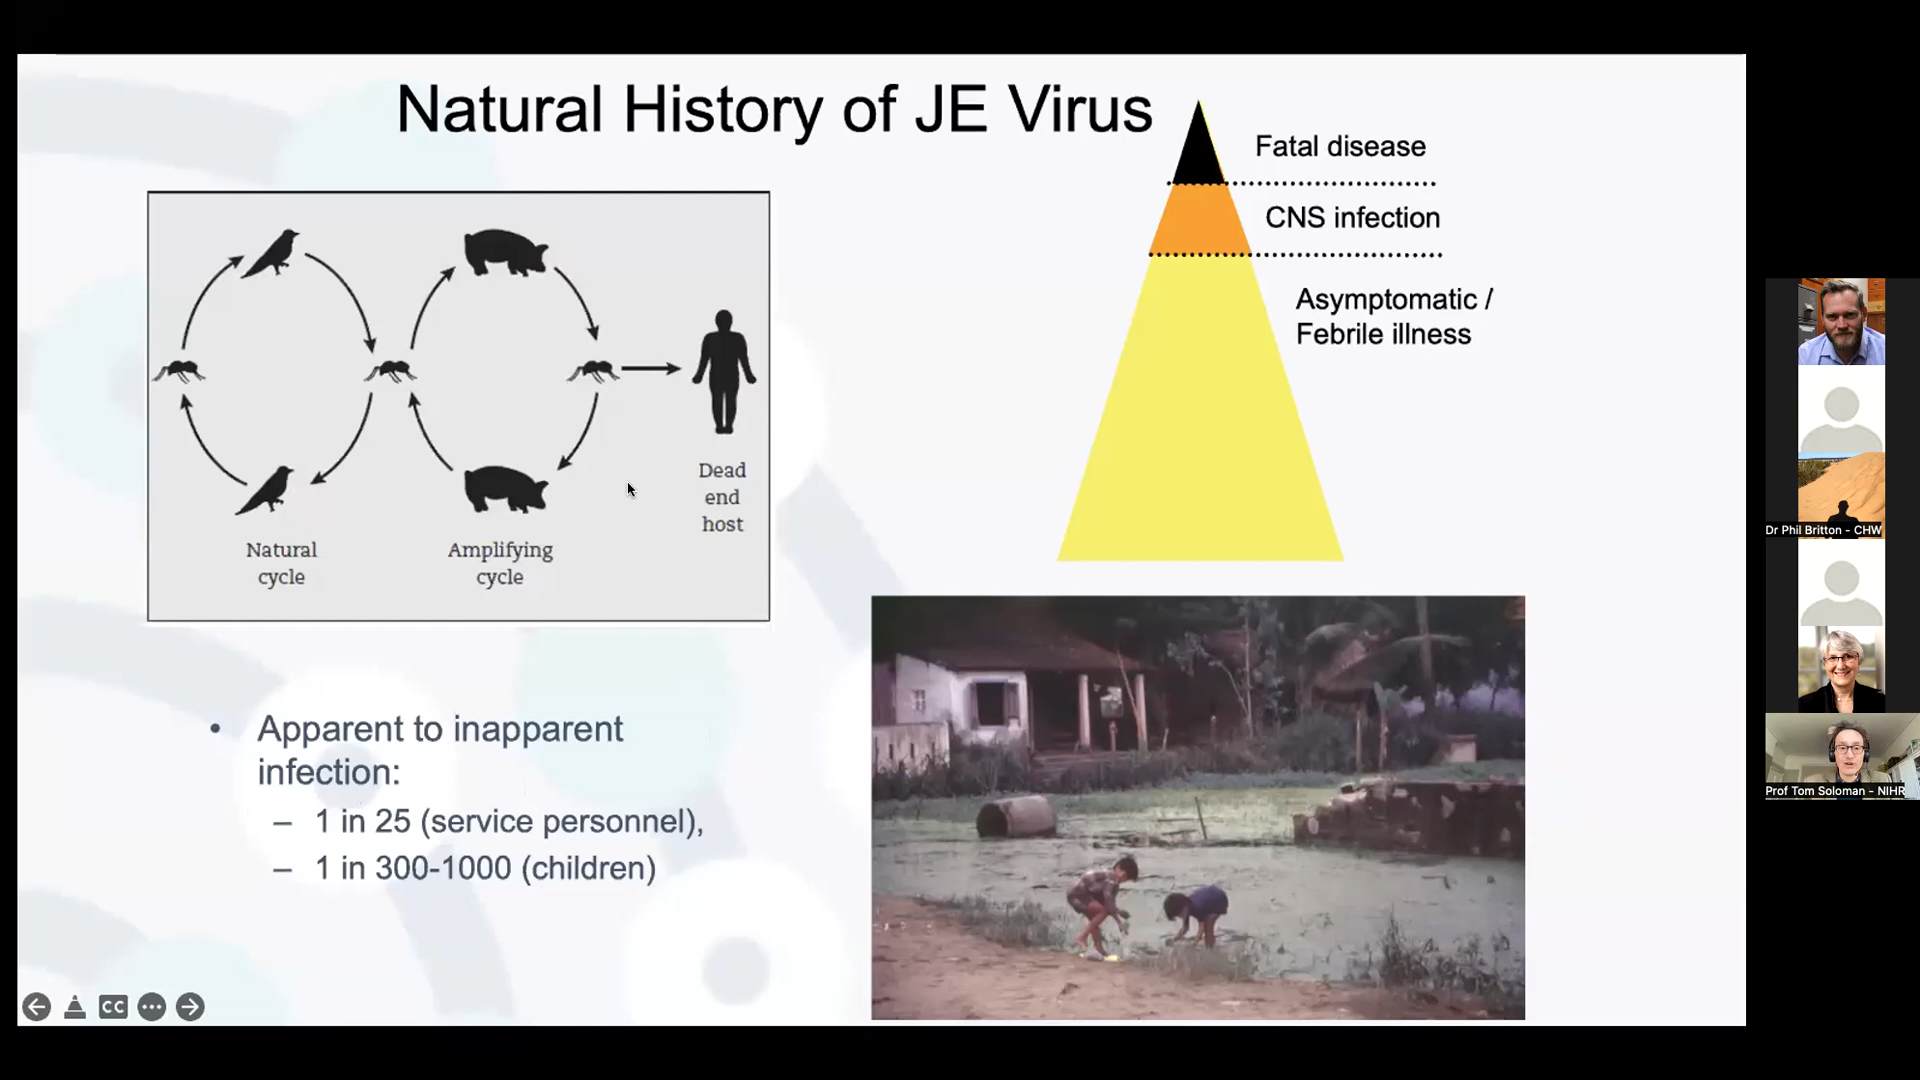 Natural History of JE Virus
Fatal disease
CNS infection
Asymptomatic /
Febrile illness
Dead
end
host
Natural
cycle
Amplifying
cycle
• Apparent to inapparent
infection:
– 1 in 25 (service personnel),
– 1 in 300-1000 (children)
CC
Dr Phil Britton - CHW
Prof Tom Soloman - NIHR